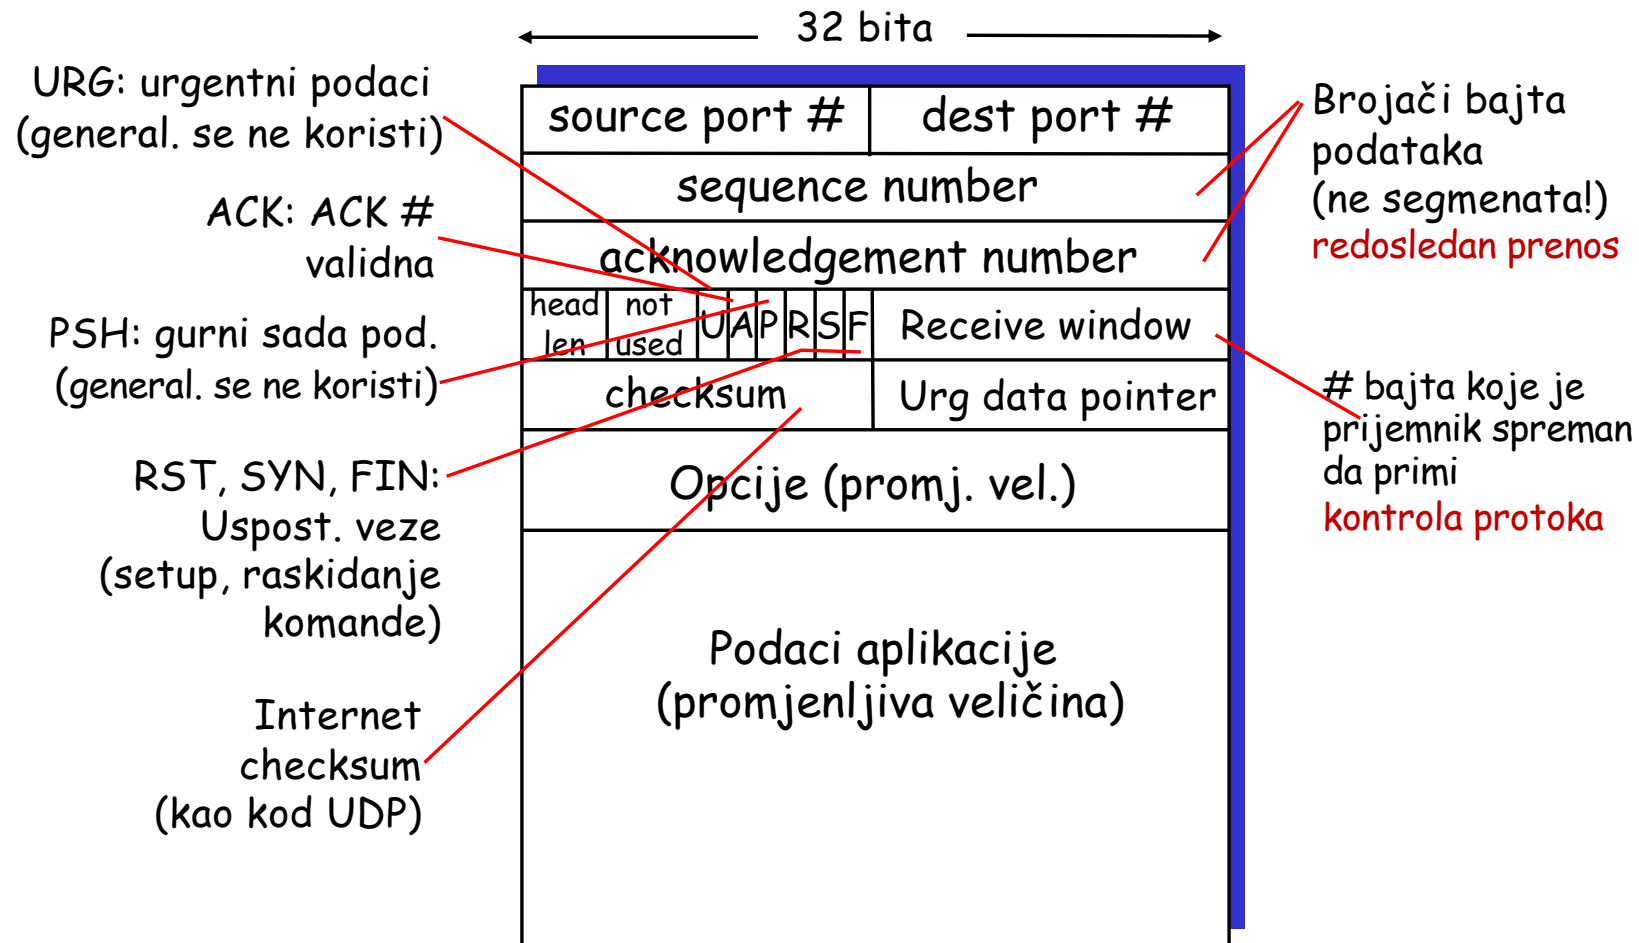 32 bita
URG: urgentni podaci
(general. se ne koristi)
ACK: ACK #
validna
PSH: gurni sada pod.
(general. se ne koristi)
RST, SYN, FIN:
Uspost. veze
(setup, raskidanje
komande)
Internet
checksum
(kao kod UDP)
source port #
dest port #
sequence number
acknowledgement number
head
len
not
used
U
A
P
R
S
F
Receive window
checksum
Urg data pointer
Opcije (promj. vel.)
Podaci aplikacije
(promjenljiva veličina)
Brojači bajta
podataka
(ne segmenata!)
redosledan prenos
# bajta koje je
prijemnik spreman
da primi
kontrola protoka